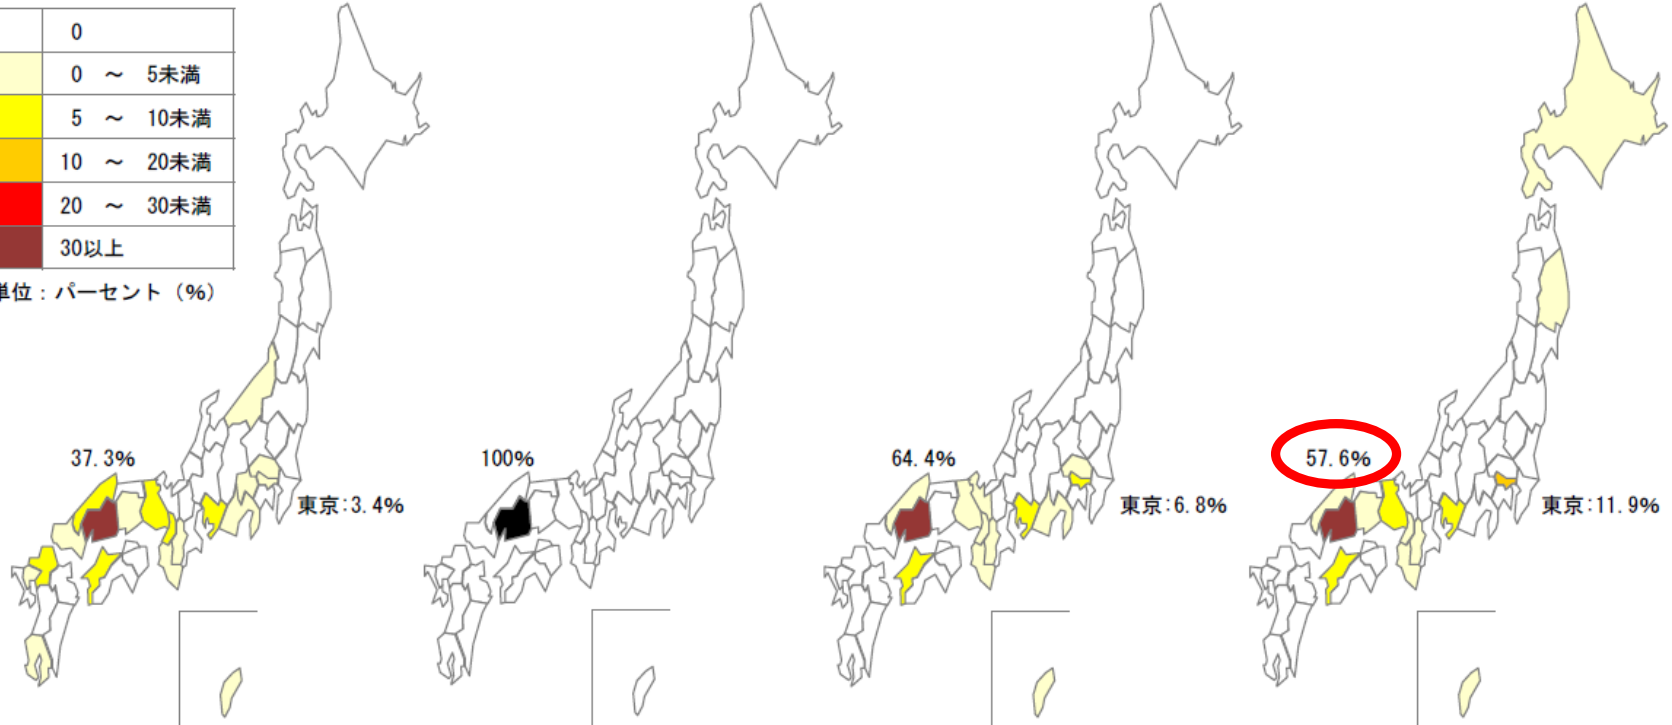 0
0 ～ 5未満
5 ～ 10未満
10 ～ 20未満
20 ～ 30未満
30以上
単位：パーセント（%）
37.3%
東京:3.4%
100%
64.4%
東京:6.8%
57.6%
東京:11.9%